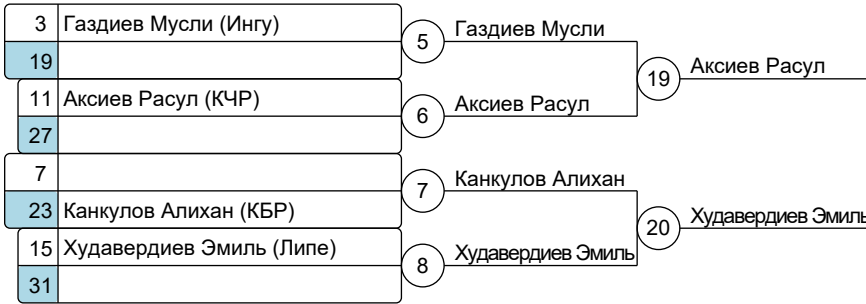 3 Газдиев Мусли (Ингу)
19
5 Газдиев Мусли
11 Аксиев Расул (КЧР)
27
6 Аксиев Расул
19 Аксиев Расул
7
23 Канкулов Алихан (КБР)
7 Канкулов Алихан
15 Худавердиев Эмиль (Липе)
31
8 Худавердиев Эмиль
20 Худавердиев Эмиль